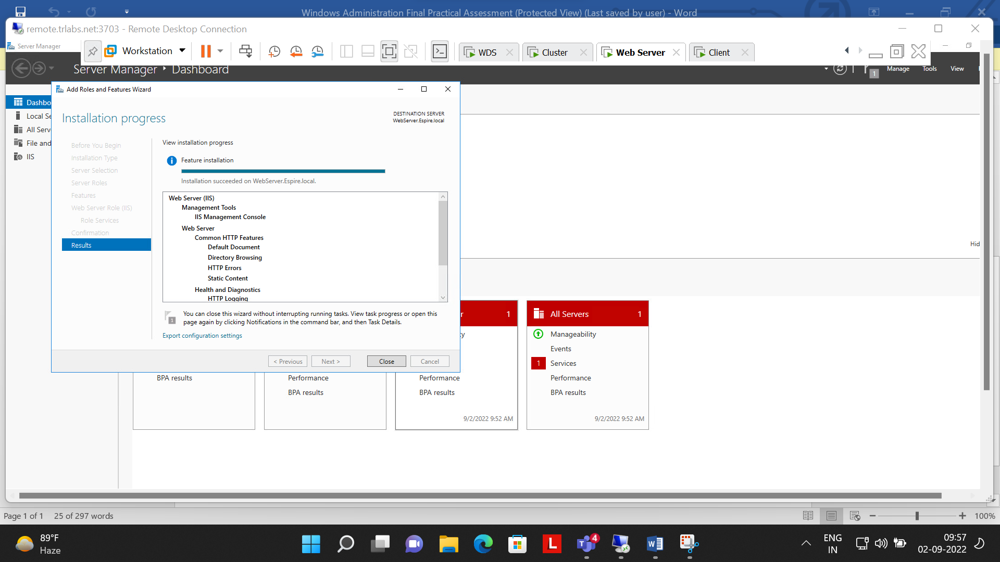 Windows Administration Final Practical Assessment (Protected View) (Last saved by user) - Word
remote.trlabs.net:3703 - Remote Desktop Connection
Server Manager
Workstation
WDS
Cluster
Web Server
Client
Server Manager
Dashboard
1
Manage
Tools
View
Dashbo
Local Se
All Serv
File and
IIS
Add Roles and Features Wizard
Installation progress
DESTINATION SERVER
WebServer.Espire.local
Before You Begin
Installation Type
Server Selection
Server Roles
Features
Web Server Role (IIS)
Role Services
Confirmation
Results
View installation progress
Feature installation
Installation succeeded on WebServer.Espire.local.
Web Server (IIS)
Management Tools
IIS Management Console
Web Server
Common HTTP Features
Default Document
Directory Browsing
HTTP Errors
Static Content
Health and Diagnostics
HTTP Logging
1
You can close this wizard without interrupting running tasks. View task progress or open this
page again by clicking Notifications in the command bar, and then Task Details.
Export configuration settings
< Previous
Next >
Close
Cancel
Hid
r 1
y
All Servers 1
Manageability
Events
1 Services
Performance
BPA results
9/2/2022 9:52 AM
BPA results
Performance
BPA results
Performance
BPA results
9/2/2022 9:52 AM
Page 1 of 1 25 of 297 words
100%
89°F
Haze
L
T
4
W
ENG
IN
09:57
02-09-2022